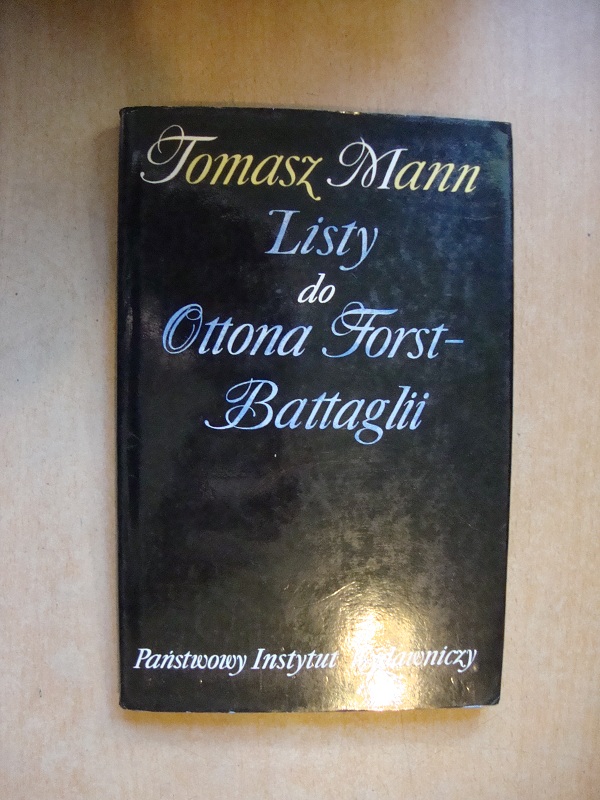 Tomasz Mann
Listy
do
Ottona Forst-
Battaglii
Państwowy Instytut Wydawniczy